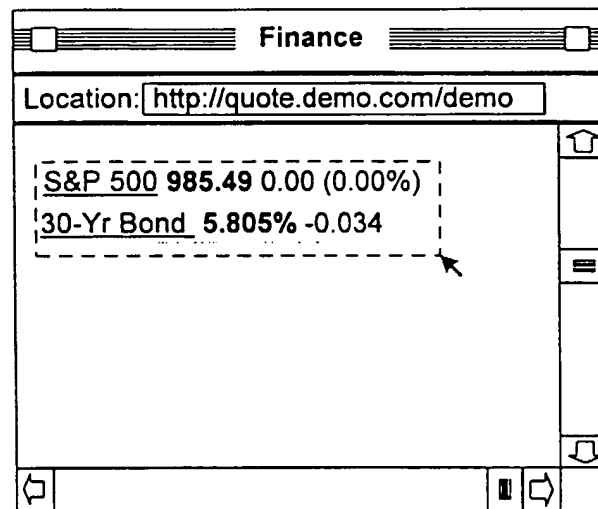 Finance
Location: http://quote.demo.com/demo
S&P 500 985.49 0.00 (0.00%)
30-Yr Bond 5.805% -0.034